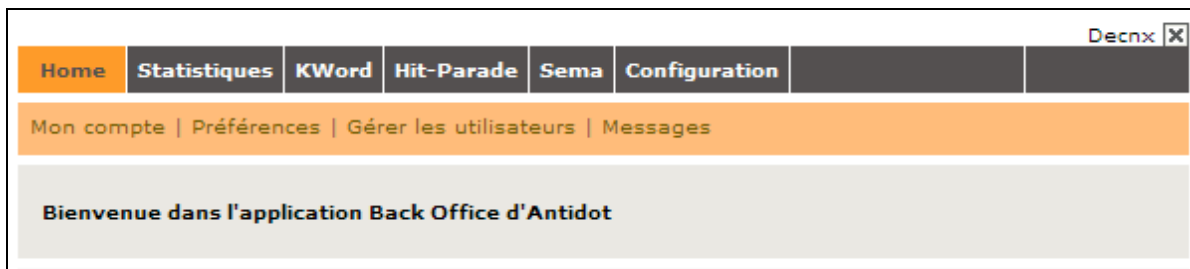 Decnx
Home Statistiques KWord Hit-Parade Sema Configuration
Mon compte | Préférences | Gérer les utilisateurs | Messages
Bienvenue dans l'application Back Office d'Antidot